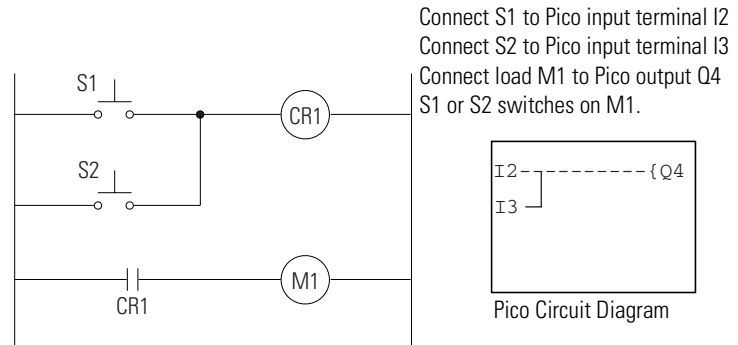 Connect S1 to Pico input terminal I2
Connect S2 to Pico input terminal I3
Connect load M1 to Pico output Q4
S1 or S2 switches on M1.
S1
CR1
S2
CR1
M1
I2-----------{Q4
I3
Pico Circuit Diagram